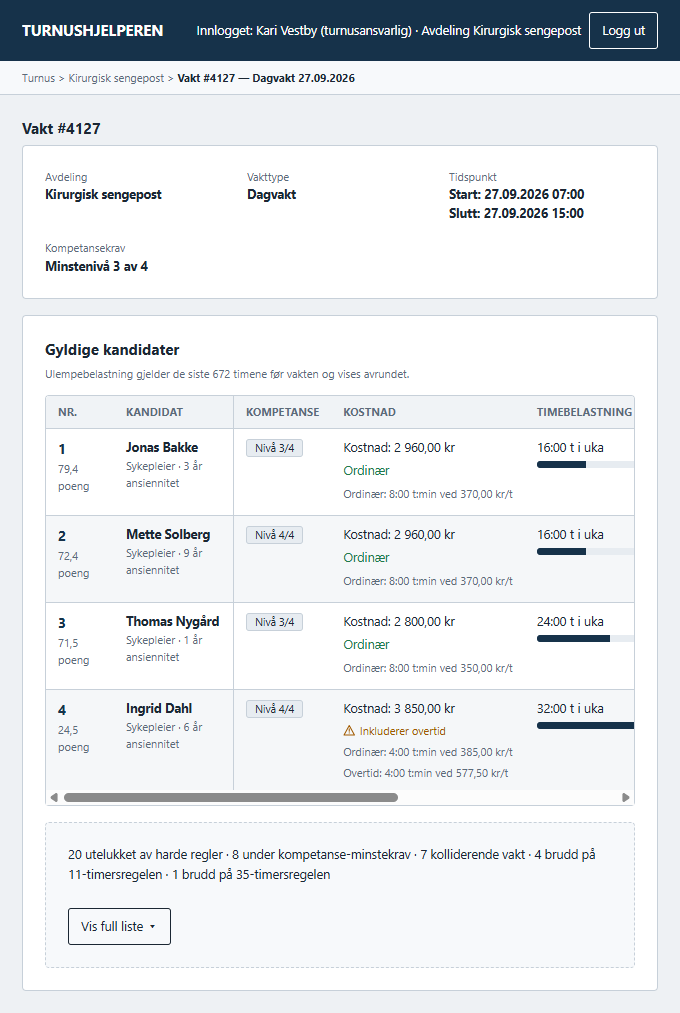 TURNUSHJELPEREN
Innlogget: Kari Vestby (turnusansvarlig) · Avdeling Kirurgisk sengepost
Logg ut
Turnus > Kirurgisk sengepost > Vakt #4127 — Dagvakt 27.09.2026
Vakt #4127
Avdeling
Kirurgisk sengepost
Vakttype
Dagvakt
Tidspunkt
Start: 27.09.2026 07:00
Slutt: 27.09.2026 15:00
Kompetansekrav
Minstenivå 3 av 4
Gyldige kandidater
Ulempebelastning gjelder de siste 672 timene før vakten og vises avrundet.
NR. KANDIDAT KOMPETANSE KOSTNAD TIMEBELASTNING
1
79,4
poeng
Jonas Bakke
Sykepleier · 3 år
ansiennitet
Nivå 3/4
Kostnad: 2 960,00 kr
Ordinær
Ordinær: 8:00 t:min ved 370,00 kr/t
16:00 t i uka
2
72,4
poeng
Mette Solberg
Sykepleier · 9 år
ansiennitet
Nivå 4/4
Kostnad: 2 960,00 kr
Ordinær
Ordinær: 8:00 t:min ved 370,00 kr/t
16:00 t i uka
3
71,5
poeng
Thomas Nygård
Sykepleier · 1 år
ansiennitet
Nivå 3/4
Kostnad: 2 800,00 kr
Ordinær
Ordinær: 8:00 t:min ved 350,00 kr/t
24:00 t i uka
4
24,5
poeng
Ingrid Dahl
Sykepleier · 6 år
ansiennitet
Nivå 4/4
Kostnad: 3 850,00 kr
Inkluderer overtid
Ordinær: 4:00 t:min ved 385,00 kr/t
Overtid: 4:00 t:min ved 577,50 kr/t
32:00 t i uka
20 utelukket av harde regler · 8 under kompetanse-minstekrav · 7 kolliderende vakt · 4 brudd på
11-timersregelen · 1 brudd på 35-timersregelen
Vis full liste